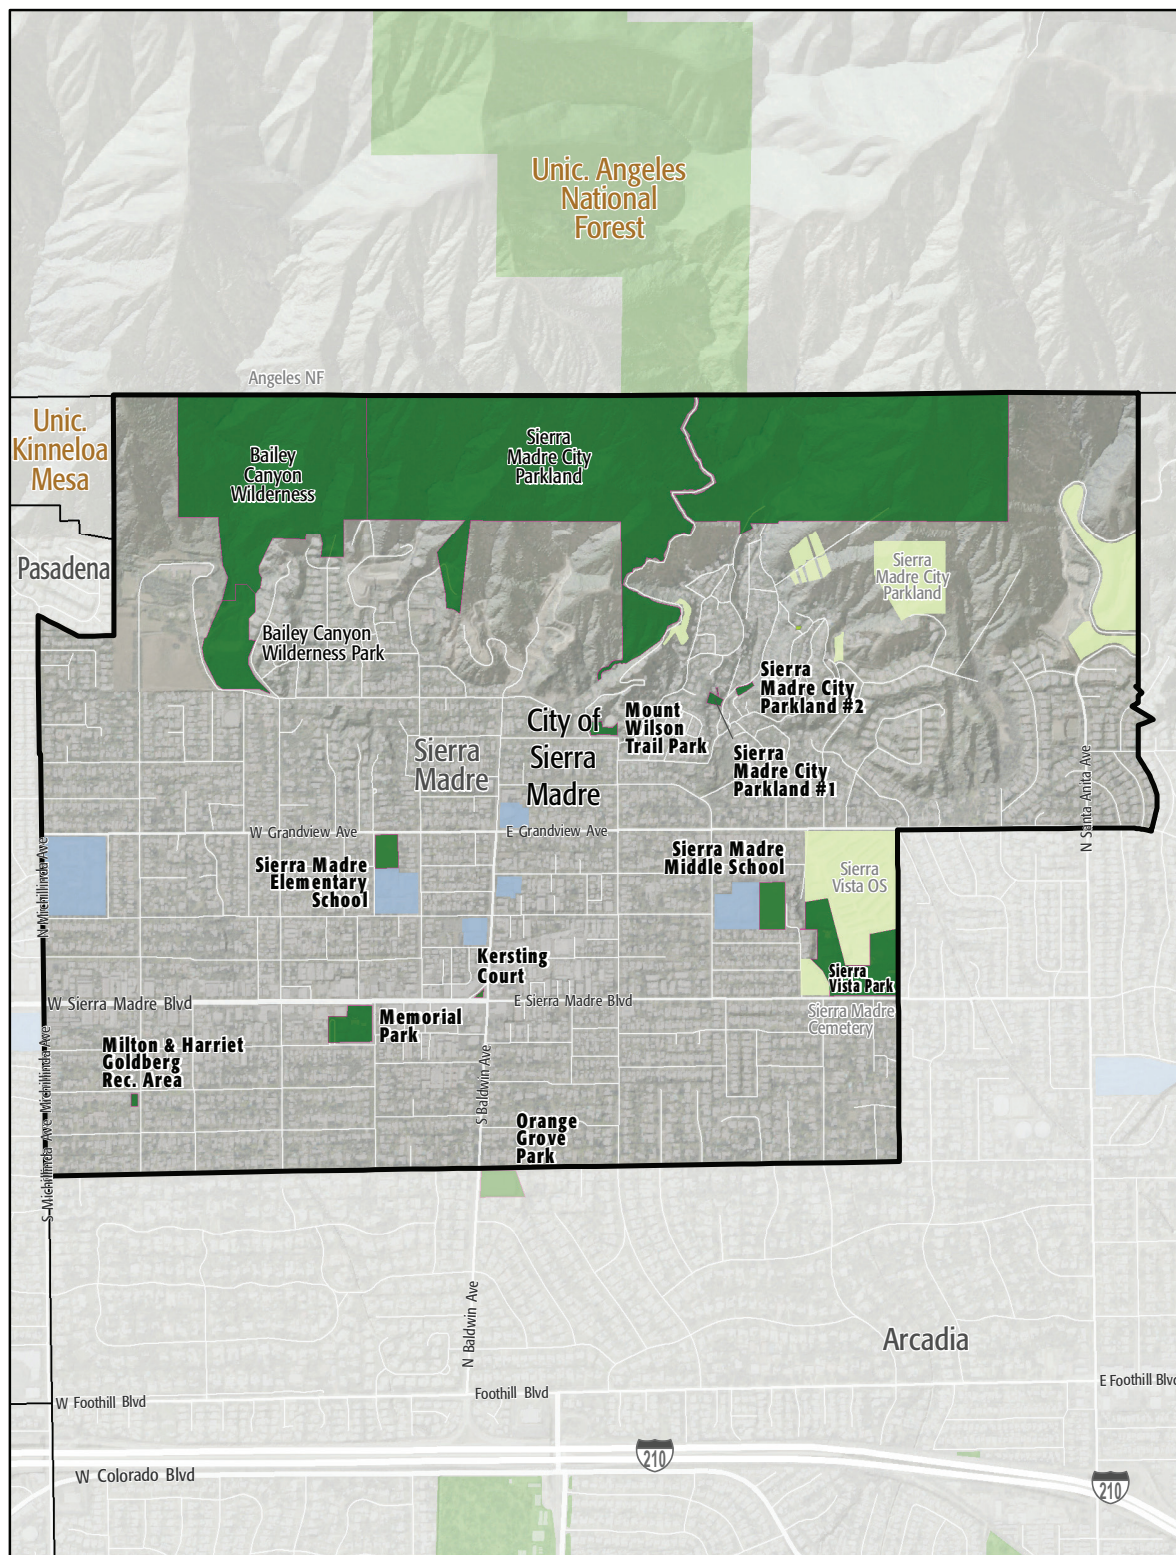 Unic. Angeles
National
Forest
Angeles NF
Unic.
Kinneloa
Mesa
Bailey
Canyon
Wilderness
Sierra
Madre City
Parkland
Pasadena
Sierra
Madre City
Parkland
Bailey Canyon
Wilderness Park
Sierra
Madre City
Parkland #2
Mount
Wilson
Trail Park
City of
Sierra
Madre
Sierra
Madre
Sierra
Madre City
Parkland #1
N Santa Anita Ave
W Grandview Ave
E Grandview Ave
N Michillinda Ave
Sierra Madre
Elementary
School
Sierra Madre
Middle School
Sierra
Vista OS
Kersting
Court
Sierra
Vista Park
W Sierra Madre Blvd
E Sierra Madre Blvd
Sierra Madre
Cemetery
Memorial
Park
Milton & Harriet
Goldberg
Rec. Area
S Michillinda Ave
Michillinda Ave
S Baldwin Ave
Orange
Grove
Park
N Baldwin Ave
Arcadia
W Foothill Blvd
Foothill Blvd
E Foothill Blvd
210
W Colorado Blvd
210